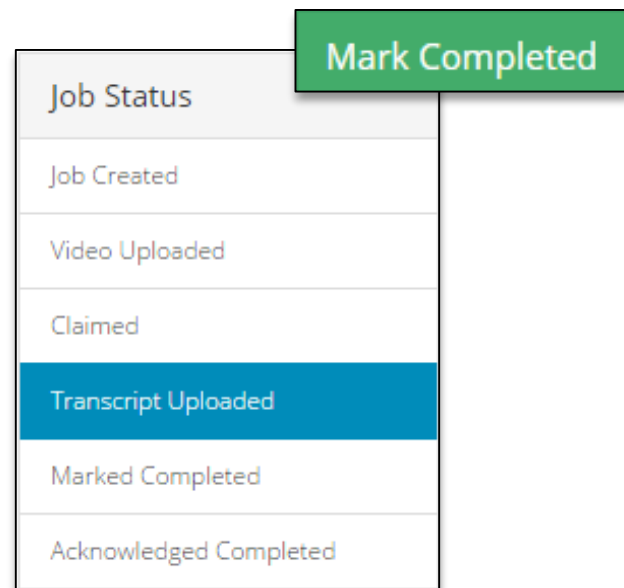 Mark Completed
Job Status
Job Created
Video Uploaded
Claimed
Transcript Uploaded
Marked Completed
Acknowledged Completed